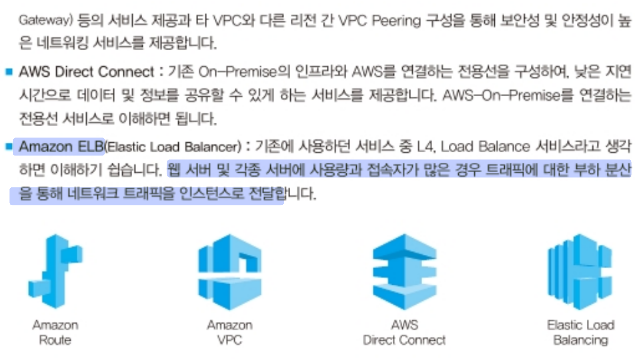 Gateway) 등의 서비스 제공과 타 VPC와 다른 리전 간 VPC Peering 구성을 통해 보안성 및 안정성이 높
은 네트워킹 서비스를 제공합니다.
■ AWS Direct Connect : 기존 On-Premise의 인프라와 AWS를 연결하는 전용선을 구성하여, 낮은 지연
시간으로 데이터 및 정보를 공유할 수 있게 하는 서비스를 제공합니다. AWS-On-Premise를 연결하는
전용선 서비스로 이해하면 됩니다.
■ Amazon ELB(Elastic Load Balancer) : 기존에 사용하던 서비스 중 L4, Load Balance 서비스라고 생각
하면 이해하기 쉽습니다. 웹 서버 및 각종 서버에 사용량과 접속자가 많은 경우 트래픽에 대한 부하 분산
을 통해 네트워크 트래픽을 인스턴스로 전달합니다.
Amazon
Route
Amazon
VPC
AWS
Direct Connect
Elastic Load
Balancing